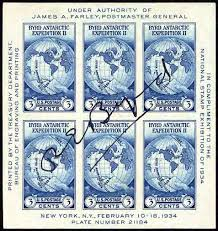 UNDER AUTHORITY OF
JAMES A. FARLEY, POSTMASTER GENERAL
PRINTED BY THE TREASURY DEPARTMENT,
BUREAU OF ENGRAVING AND PRINTING
IN COMPLIMENT TO THE
NATIONAL STAMP EXHIBITION OF 1934
BYRD ANTARCTIC
EXPEDITION II
U.S. POSTAGE
3 CENTS 3
BYRD ANTARCTIC
EXPEDITION II
U.S. POSTAGE
3 CENTS 3
BYRD ANTARCTIC
EXPEDITION II
U.S. POSTAGE
3 CENTS 3
BYRD ANTARCTIC
EXPEDITION II
U.S. POSTAGE
3 CENTS 3
BYRD ANTARCTIC
EXPEDITION II
U.S. POSTAGE
3 CENTS 3
BYRD ANTARCTIC
EXPEDITION II
U.S. POSTAGE
3 CENTS 3
NEW YORK, N.Y., FEBRUARY 10-18, 1934
PLATE NUMBER 21184